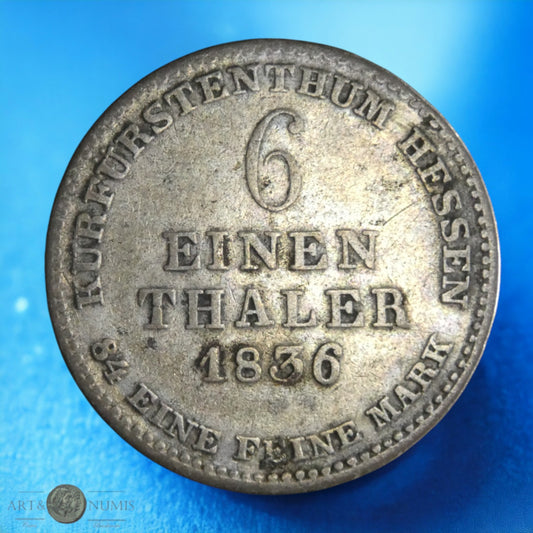 KURFURSTENTHUM HESSEN
6
EINEN
THALER
1836
84 EINE FEINE MARK
ART& NUMIS